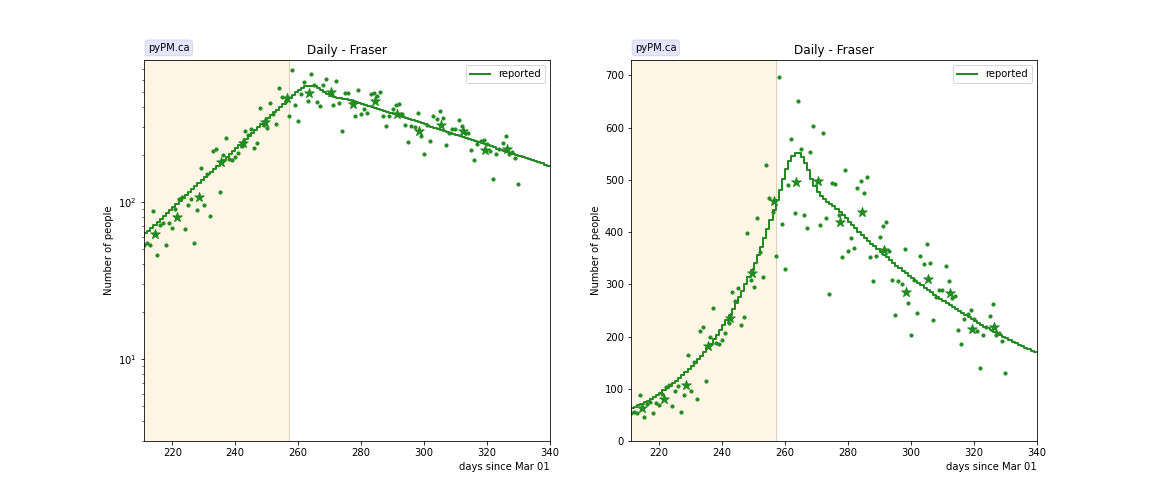 pyPM.ca
Daily - Fraser
reported
Number of people
10²
10¹
220 240 260 280 300 320 340
days since Mar 01
pyPM.ca
Daily - Fraser
reported
Number of people
700
600
500
400
300
200
100
0
220 240 260 280 300 320 340
days since Mar 01